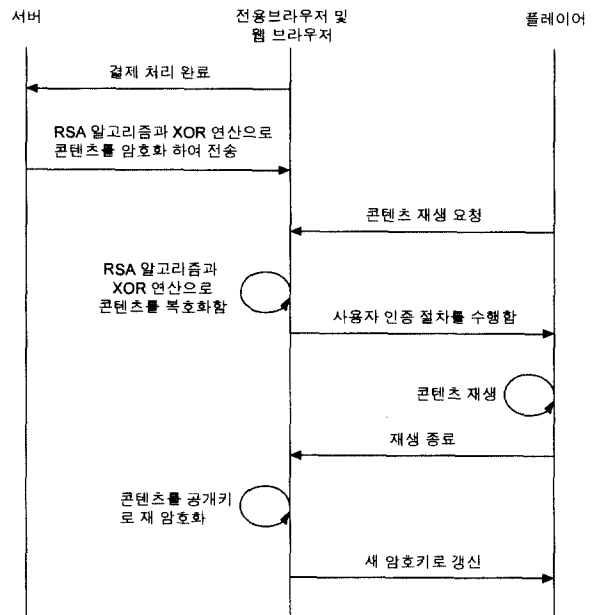 서버
전용브라우저 및
웹 브라우저
플레이어
결제 처리 완료
RSA 알고리즘과 XOR 연산으로
콘텐츠를 암호화 하여 전송
콘텐츠 재생 요청
RSA 알고리즘과
XOR 연산으로
콘텐츠를 복호화함
사용자 인증 절차를 수행함
콘텐츠 재생
재생 종료
콘텐츠를 공개키
로 재 암호화
새 암호키로 갱신